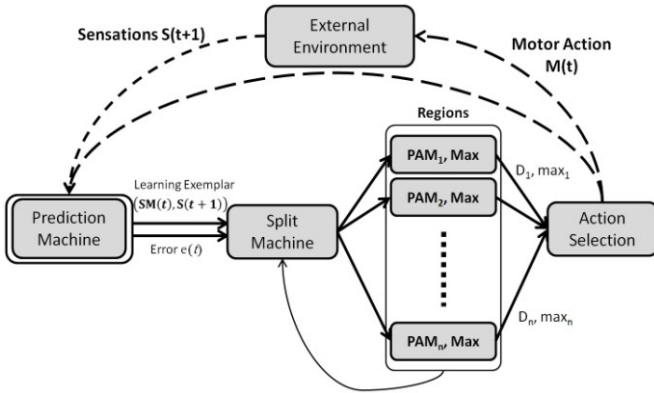 Sensations S(t+1)
External
Environment
Motor Action
M(t)
Regions
PAM₁, Max
PAM₂, Max
PAMₙ, Max
D₁, max₁
Dₙ, maxₙ
Learning Exemplar
(SM(t), S(t + 1))
Error e(t)
Prediction
Machine
Split
Machine
Action
Selection